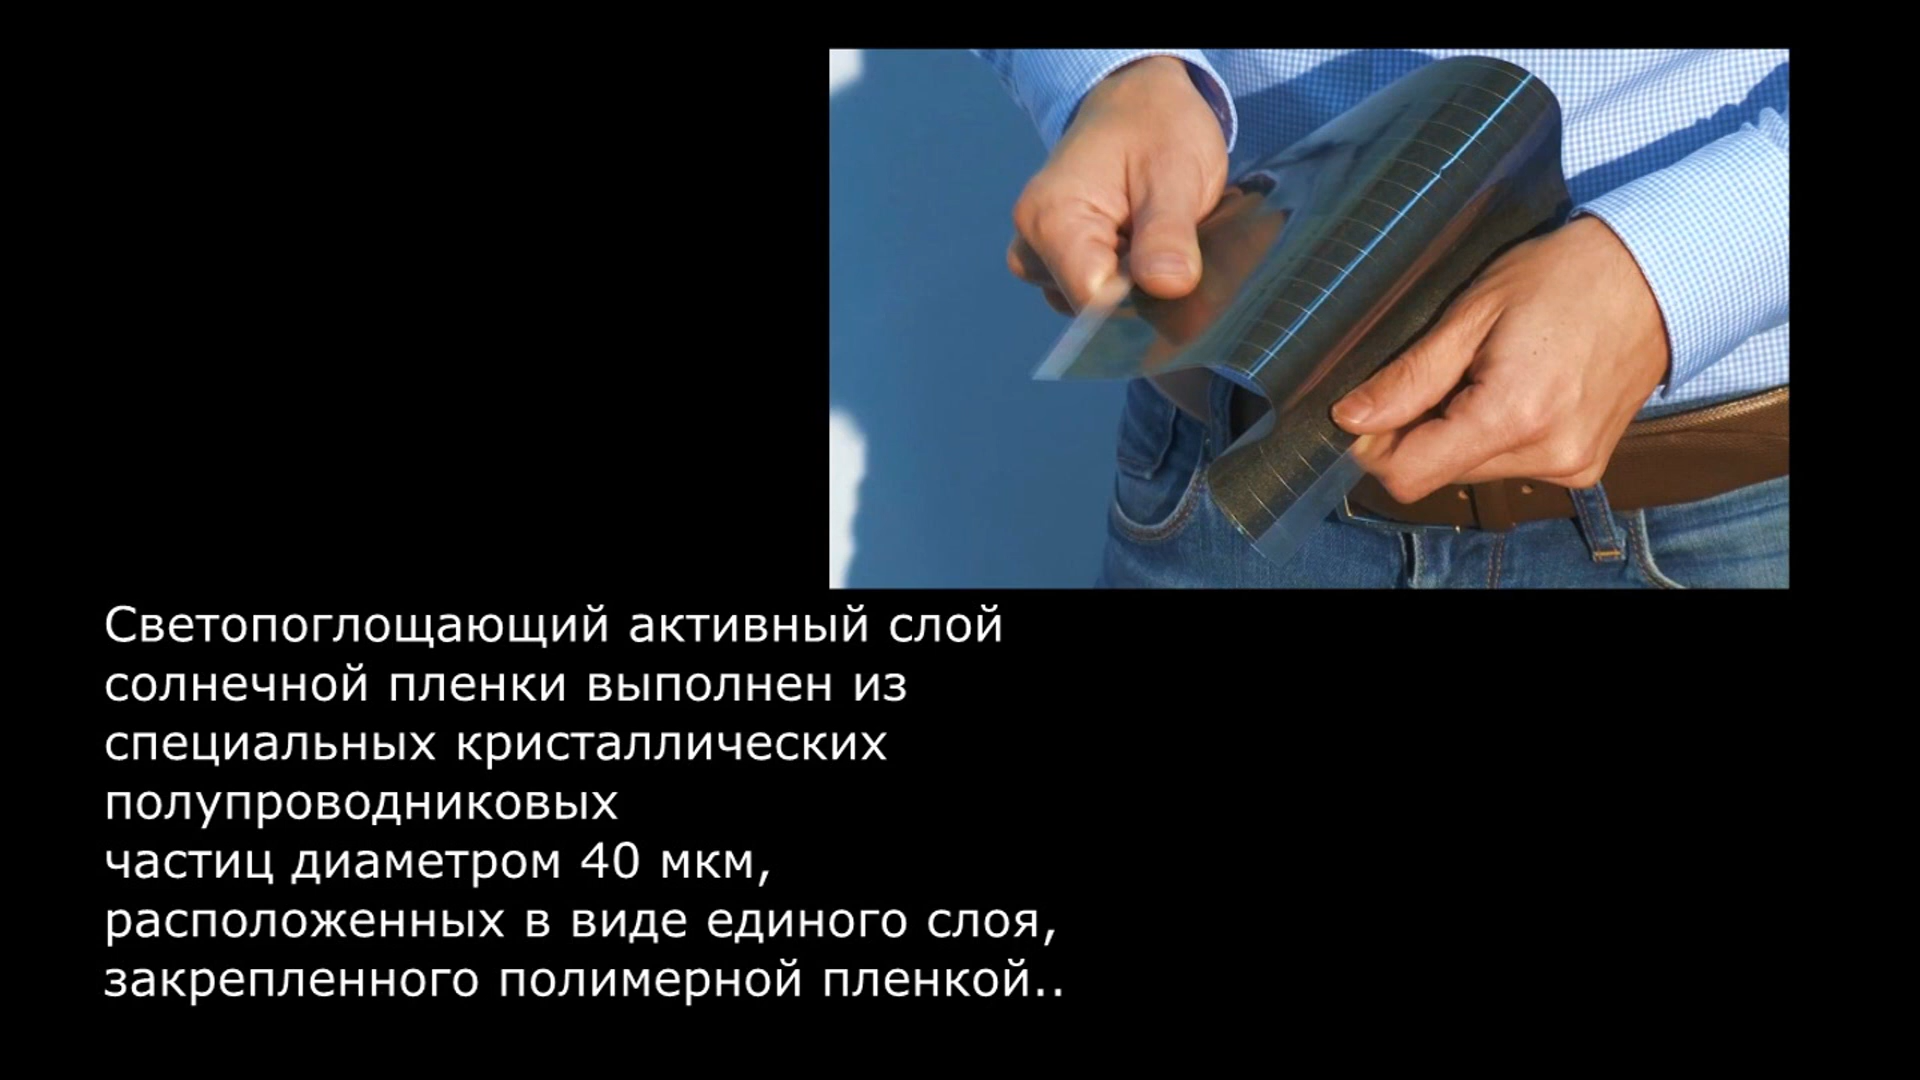 Светопоглощающий активный слой
солнечной пленки выполнен из
специальных кристаллических
полупроводниковых
частиц диаметром 40 мкм,
расположенных в виде единого слоя,
закрепленного полимерной пленкой..